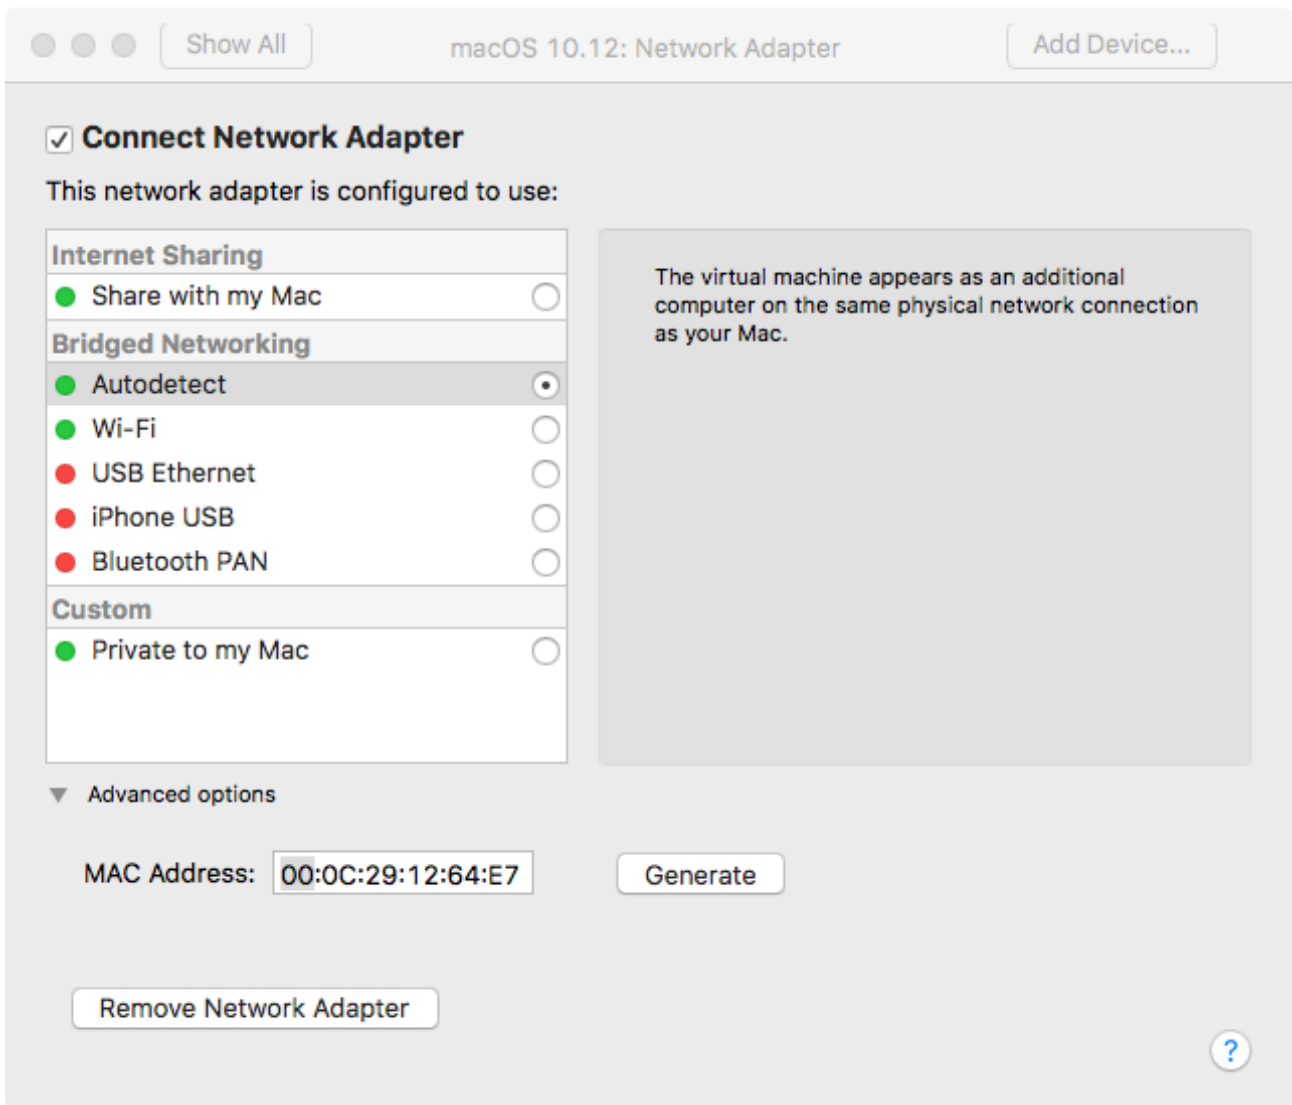 Show All
macOS 10.12: Network Adapter
Add Device...
Connect Network Adapter
This network adapter is configured to use:
Internet Sharing
Share with my Mac
Bridged Networking
Autodetect
Wi-Fi
USB Ethernet
iPhone USB
Bluetooth PAN
Custom
Private to my Mac
The virtual machine appears as an additional
computer on the same physical network connection
as your Mac.
Advanced options
MAC Address: 00:0C:29:12:64:E7
Generate
Remove Network Adapter
?